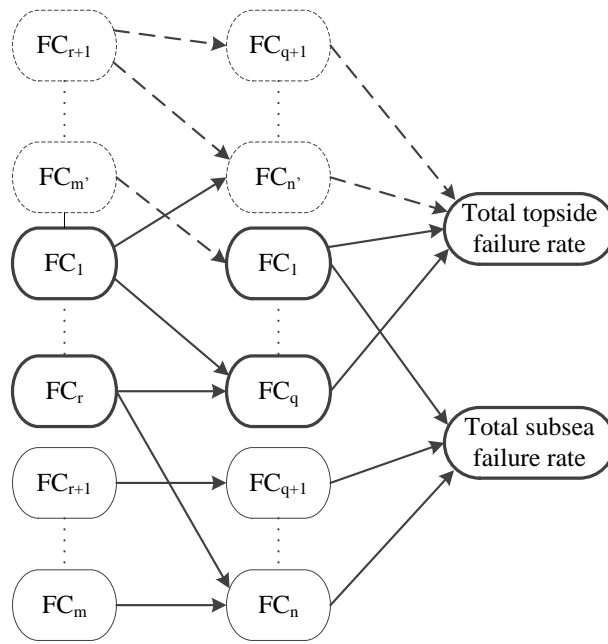 FC_{r+1}
FC_{q+1}
FC_{m’}
FC_{n’}
Total topside
failure rate
FC_1
FC_1
FC_r
FC_q
Total subsea
failure rate
FC_{r+1}
FC_{q+1}
FC_m
FC_n